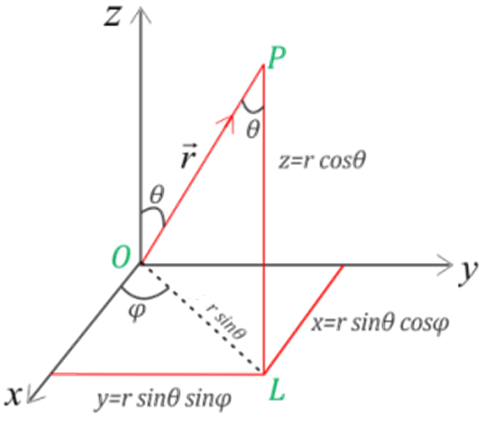 z
P
θ
r⃗
z=r cosθ
θ
O
y
φ
r sinθ
x=r sinθ cosφ
x
y=r sinθ sinφ
L